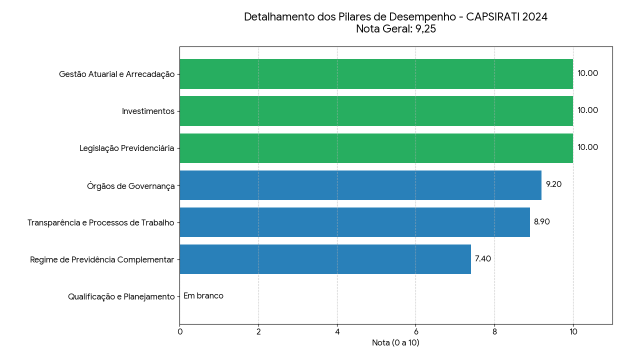 Detalhamento dos Pilares de Desempenho - CAPSIRATI 2024
Nota Geral: 9,25
Gestão Atuarial e Arrecadação 10.00
Investimentos 10.00
Legislação Previdenciária 10.00
Órgãos de Governança 9.20
Transparência e Processos de Trabalho 8.90
Regime de Previdência Complementar 7.40
Qualificação e Planejamento Em branco
0 2 4 6 8 10
Nota (0 a 10)